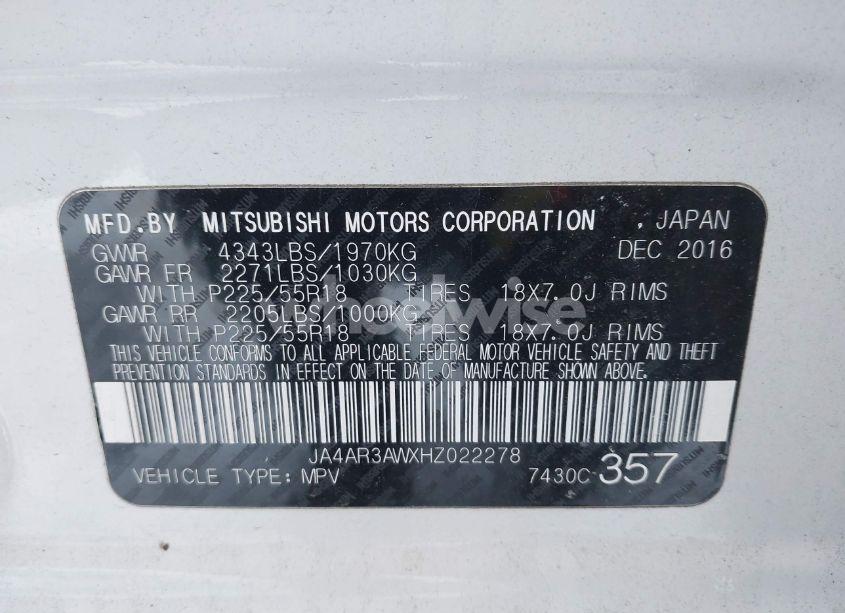 MFD.BY MITSUBISHI MOTORS CORPORATION , JAPAN
GVWR 4343LBS/1970KG DEC 2016
GAWR FR 2271LBS/1030KG
WITH P225/55R18 TIRES 18X7.0J RIMS
GAWR RR 2205LBS/1000KG
WITH P225/55R18 TIRES 18X7.0J RIMS
THIS VEHICLE CONFORMS TO ALL APPLICABLE FEDERAL MOTOR VEHICLE SAFETY AND THEFT
PREVENTION STANDARDS IN EFFECT ON THE DATE OF MANUFACTURE SHOWN ABOVE.
JA4AR3AWXHZ022278
VEHICLE TYPE: MPV 7430C 357